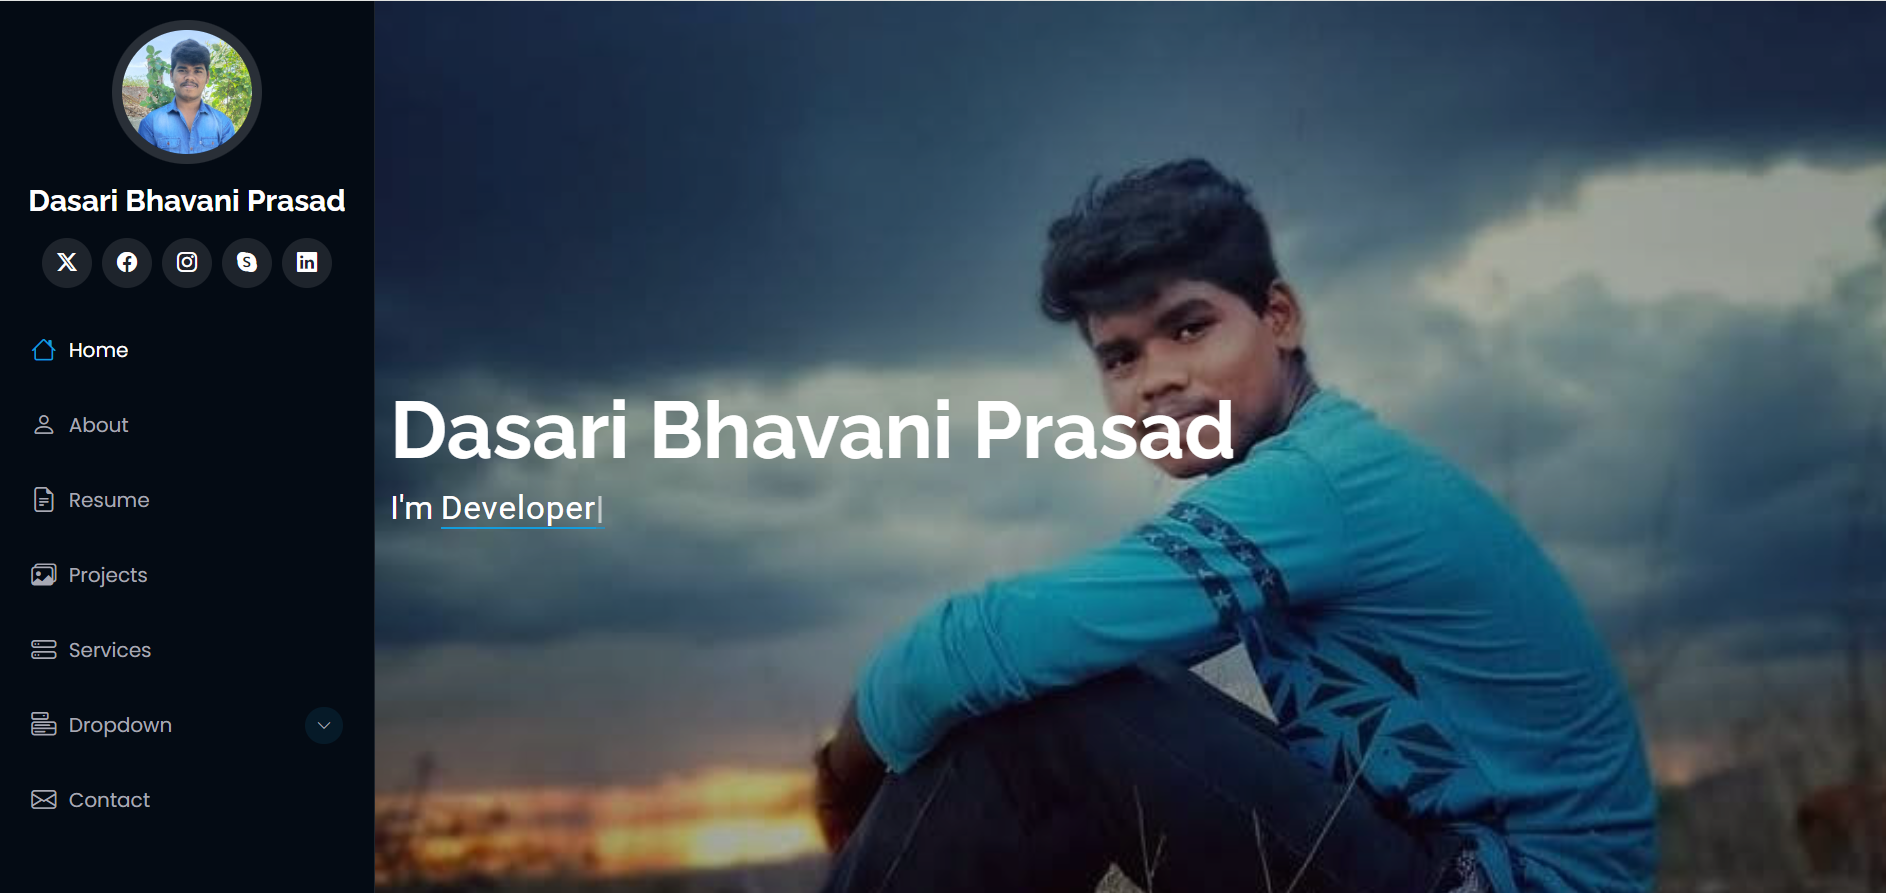 Dasari Bhavani Prasad
Home
About
Resume
Projects
Services
Dropdown
Contact
Dasari Bhavani Prasad
I'm Developer|